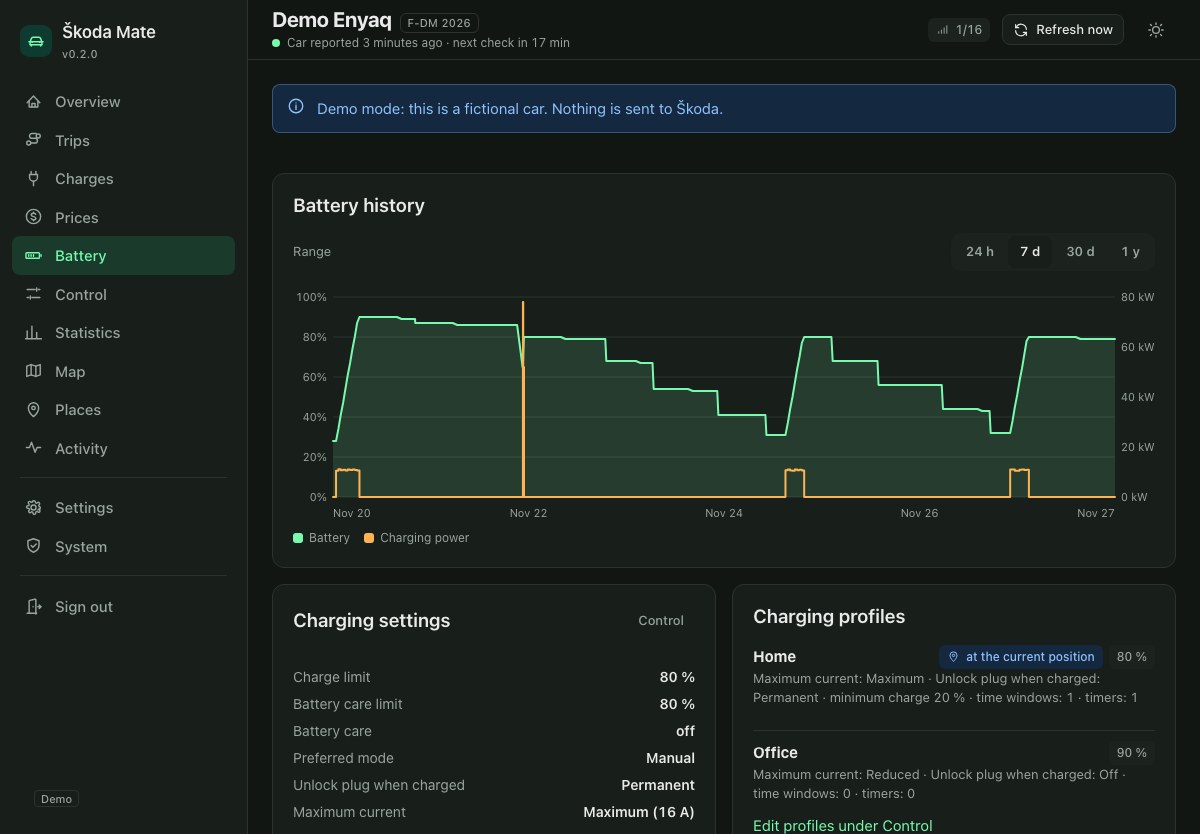 Škoda Mate
v0.2.0
Overview
Trips
Charges
Prices
Battery
Control
Statistics
Map
Places
Activity
Settings
System
Sign out
Demo
Demo Enyaq F-DM 2026
Car reported 3 minutes ago · next check in 17 min
1/16
Refresh now
Demo mode: this is a fictional car. Nothing is sent to Škoda.
Battery history
Range
24 h 7 d 30 d 1 y
100% 80 kW
80%
60 kW
60%
40 kW
40%
20 kW
20%
0% 0 kW
Nov 20 Nov 22 Nov 24 Nov 26 Nov 27
Battery Charging power
Charging settings Control
Charge limit 80 %
Battery care limit 80 %
Battery care off
Preferred mode Manual
Unlock plug when charged Permanent
Maximum current Maximum (16 A)
Charging profiles
Home at the current position 80 %
Maximum current: Maximum · Unlock plug when charged:
Permanent · minimum charge 20 % · time windows: 1 · timers: 1
Office 90 %
Maximum current: Reduced · Unlock plug when charged: Off ·
time windows: 0 · timers: 0
Edit profiles under Control